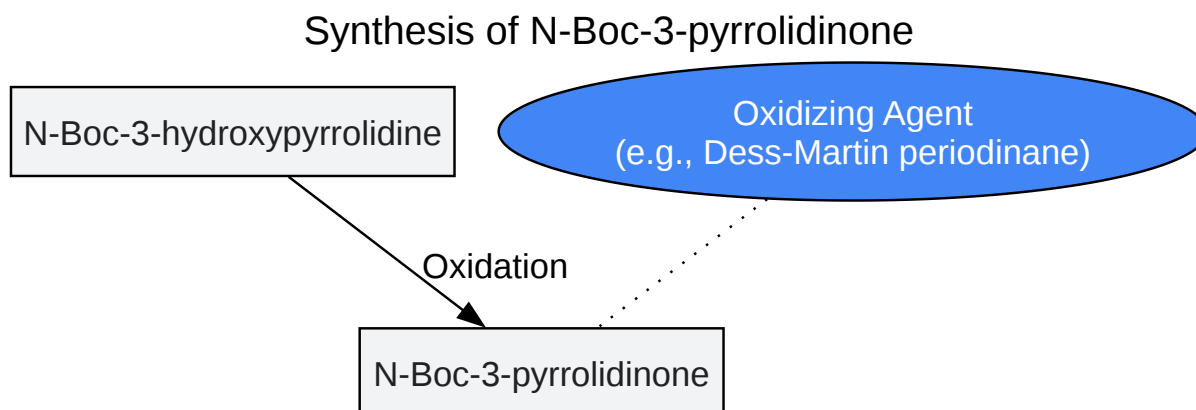 Synthesis of N-Boc-3-pyrrolidinone
N-Boc-3-hydroxypyrrolidine
Oxidizing Agent
(e.g., Dess-Martin periodinane)
Oxidation
N-Boc-3-pyrrolidinone